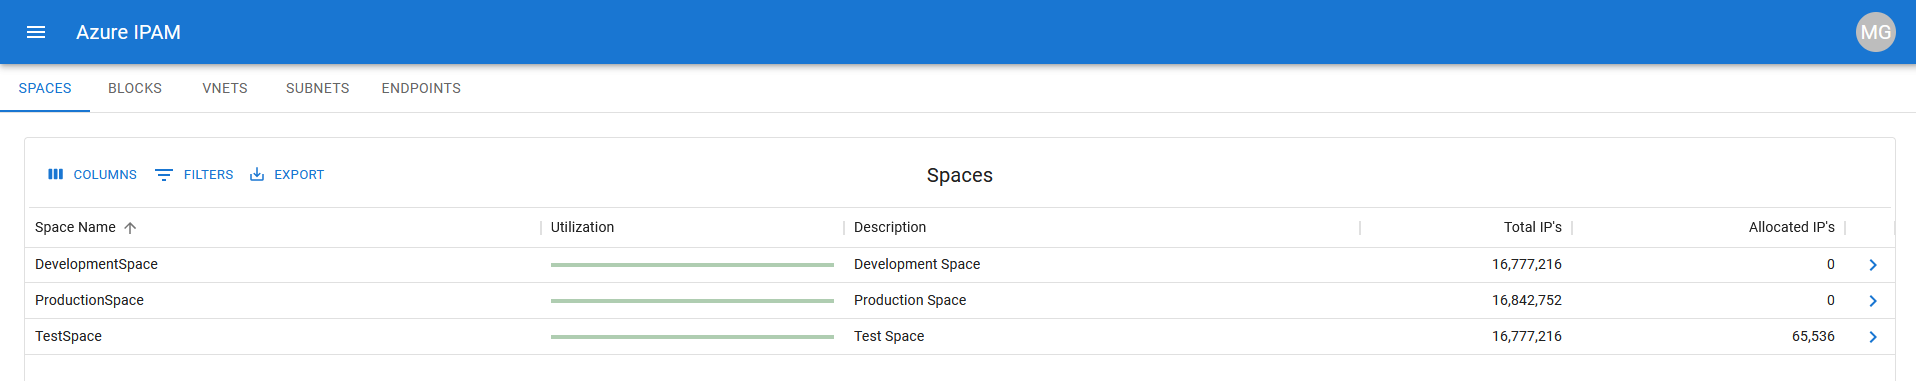 Azure IPAM
MG
SPACES BLOCKS VNETS SUBNETS ENDPOINTS
COLUMNS FILTERS EXPORT
Spaces
Space Name Utilization Description Total IP's Allocated IP's
DevelopmentSpace Development Space 16,777,216 0
ProductionSpace Production Space 16,842,752 0
TestSpace Test Space 16,777,216 65,536